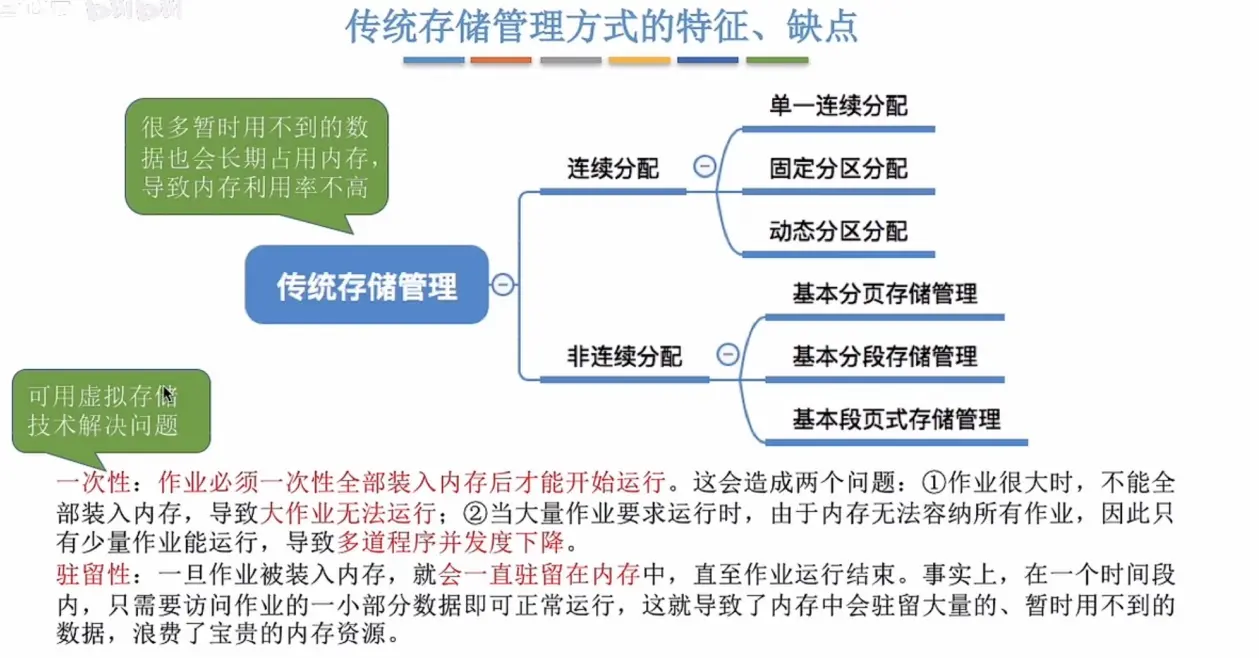 传统存储管理方式的特征、缺点
很多暂时用不到的数
据也会长期占用内存,
导致内存利用率不高
单一连续分配
连续分配
固定分区分配
动态分区分配
传统存储管理
基本分页存储管理
非连续分配
基本分段存储管理
基本段页式存储管理
可用虚拟存储
技术解决问题
一次性：作业必须一次性全部装入内存后才能开始运行。这会造成两个问题：①作业很大时，不能全
部装入内存，导致大作业无法运行；②当大量作业要求运行时，由于内存无法容纳所有作业，因此只
有少量作业能运行，导致多道程序并发度下降。
驻留性：一旦作业被装入内存，就会一直驻留在内存中，直至作业运行结束。事实上，在一个时间段
内，只需要访问作业的一小部分数据即可正常运行，这就导致了内存中会驻留大量的、暂时用不到的
数据，浪费了宝贵的内存资源。